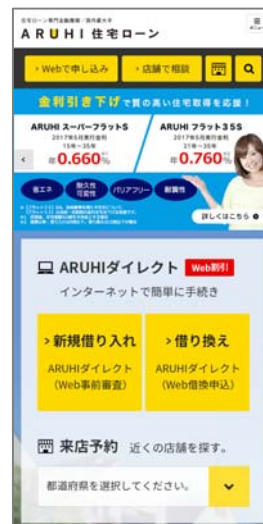 住宅ローン専門金融機関/国内最大手
ARUHI 住宅ローン
メニュー
›Webで申し込み
›店舗で相談
金利引き下げで質の高い住宅取得を応援!
ARUHI スーパーフラットS
2017年5月実行金利
15年~35年
年0.660%
ARUHI フラット35S
2017年5月実行金利
21年~35年
年0.760%
省エネ
耐久性
可変性
バリアフリー
耐震性
詳しくはこちら
ARUHIダイレクト Web割引
インターネットで簡単に手続き
›新規借り入れ
ARUHIダイレクト
(Web事前審査)
›借り換え
ARUHIダイレクト
(Web借換申込)
来店予約 近くの店舗を探す。
都道府県を選択してください。